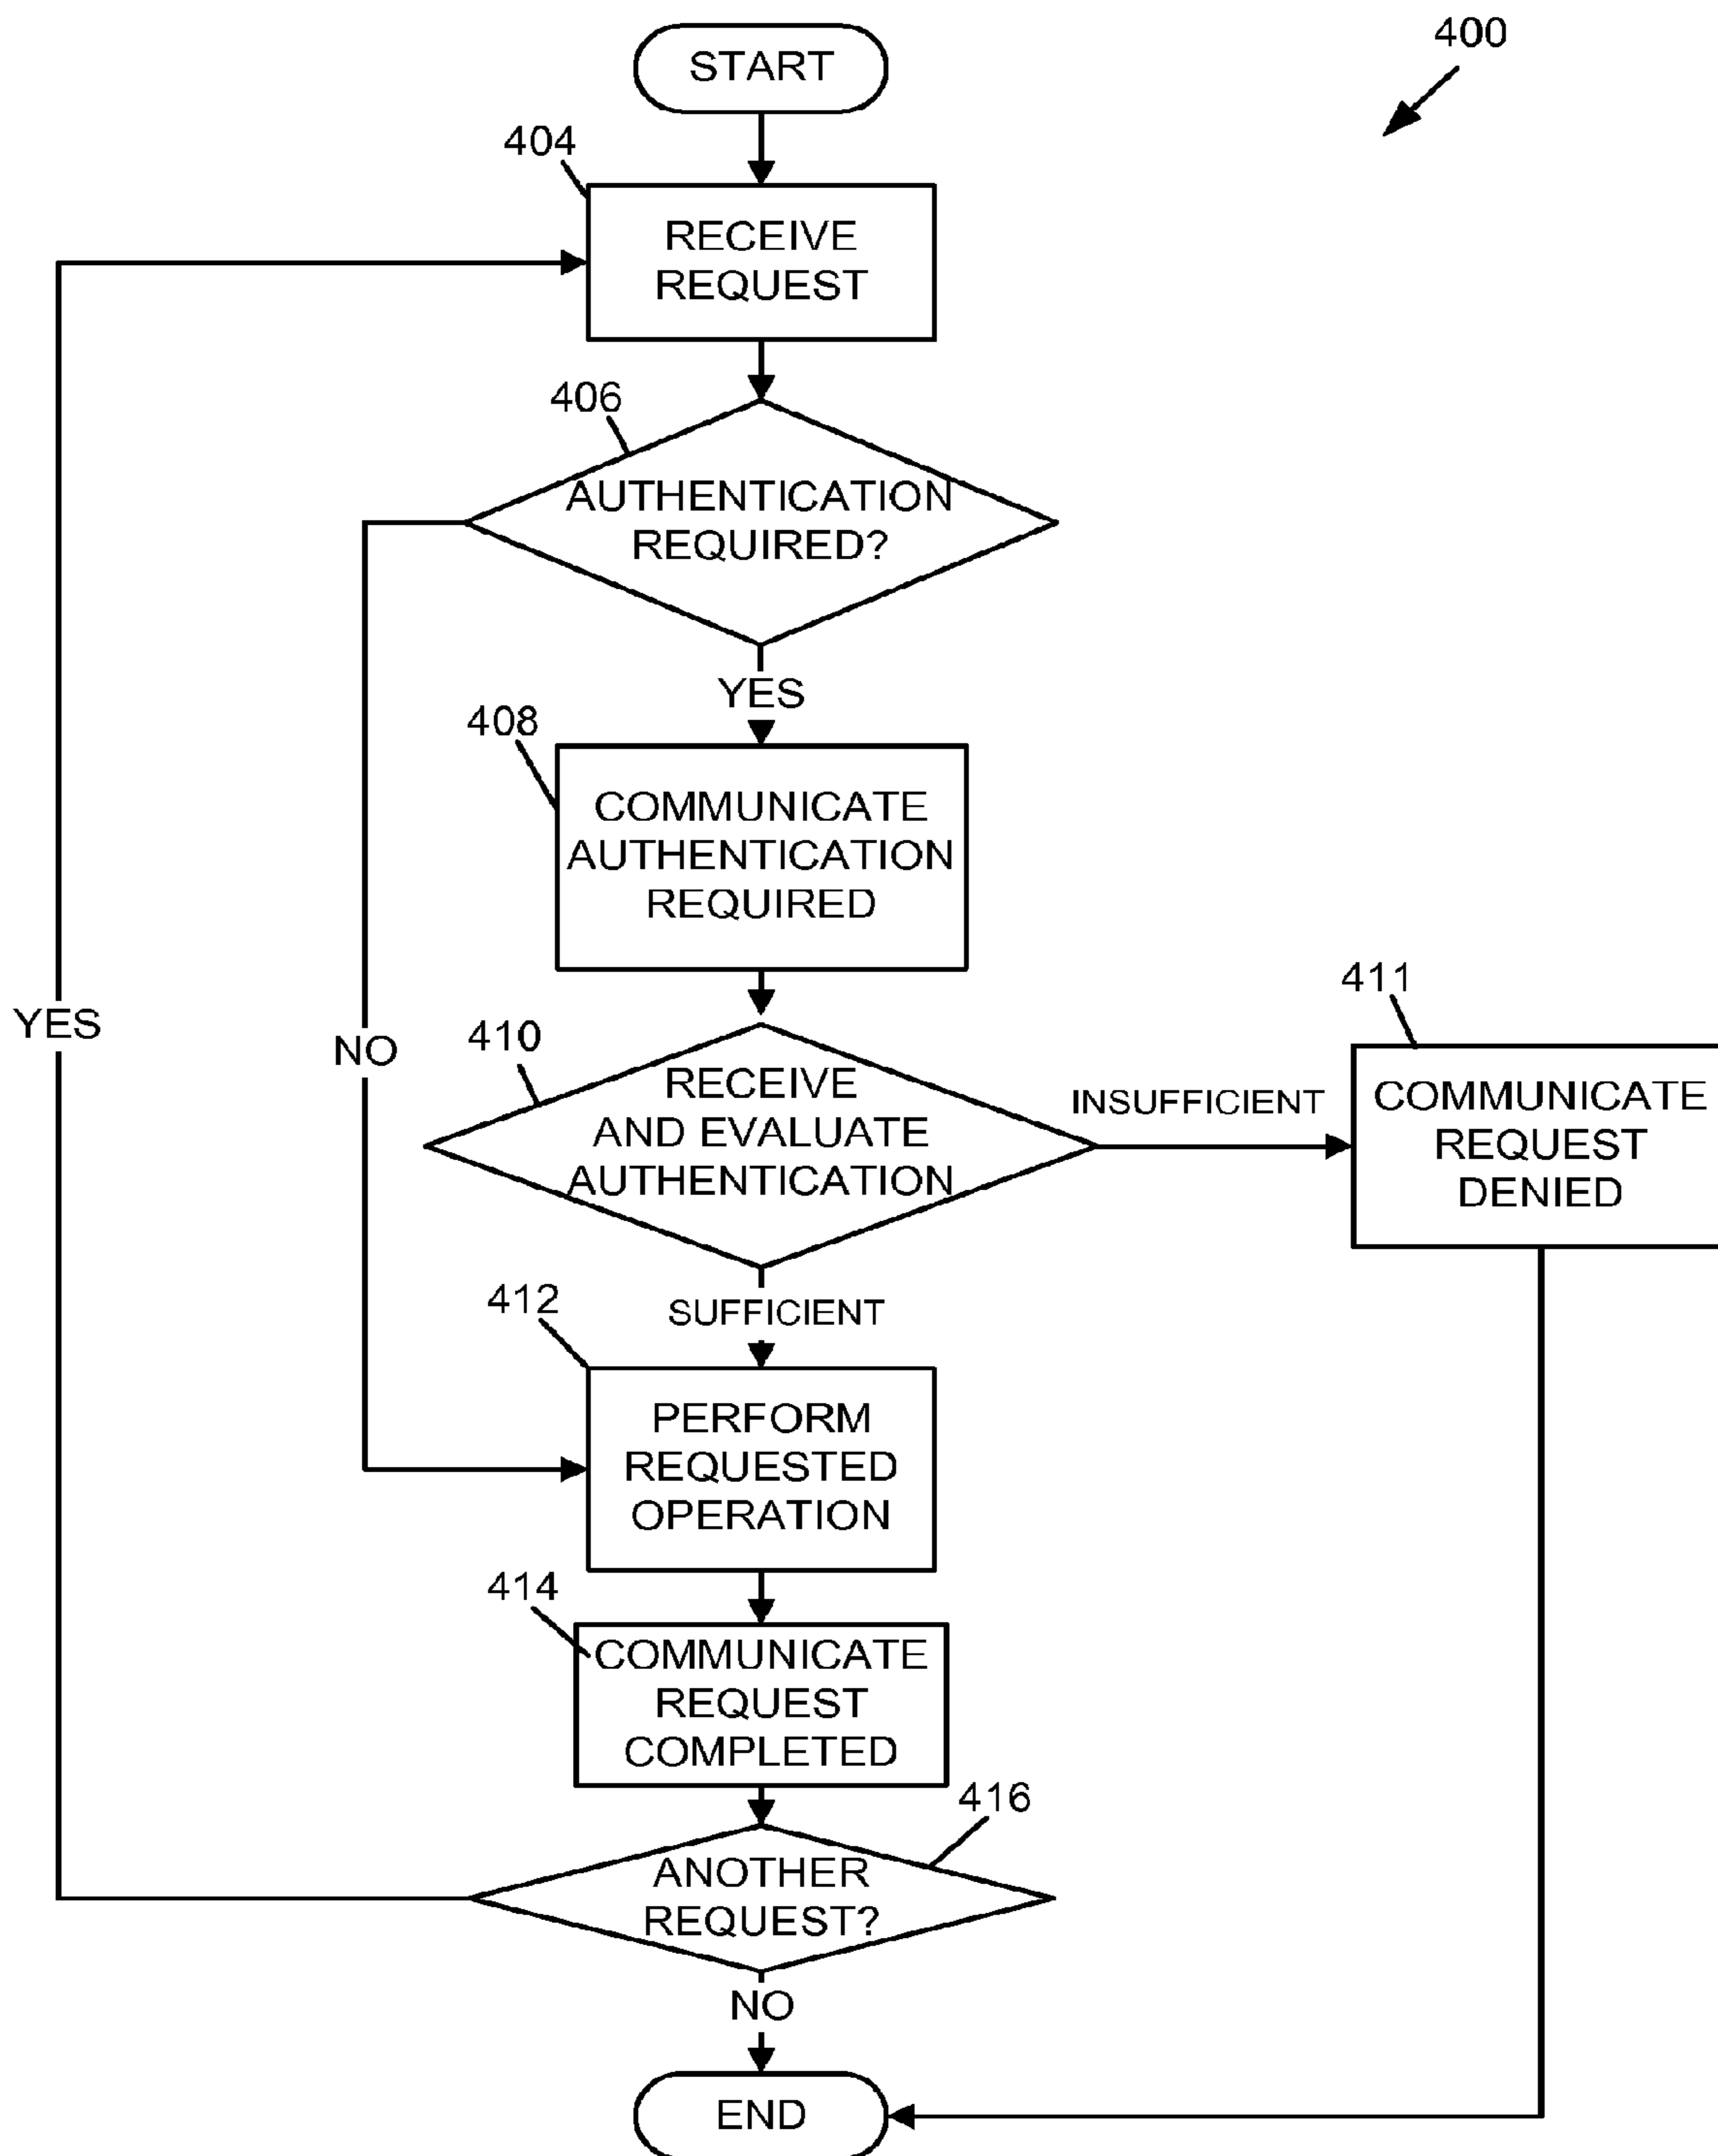 400
START
404
RECEIVE
REQUEST
406
AUTHENTICATION
REQUIRED?
YES
408
COMMUNICATE
AUTHENTICATION
REQUIRED
YES
NO
410
RECEIVE
AND EVALUATE
AUTHENTICATION
INSUFFICIENT
411
COMMUNICATE
REQUEST
DENIED
SUFFICIENT
412
PERFORM
REQUESTED
OPERATION
414
COMMUNICATE
REQUEST
COMPLETED
416
ANOTHER
REQUEST?
NO
END